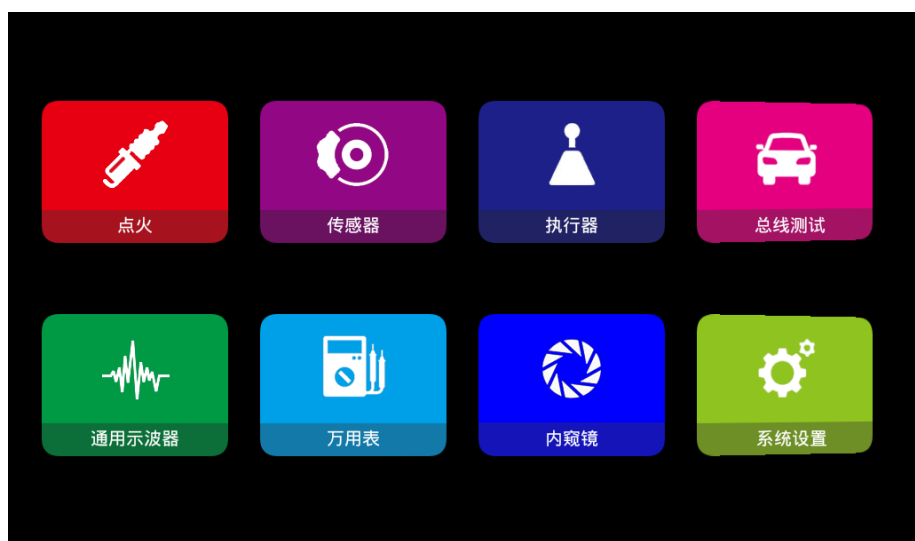 点火
传感器
执行器
总线测试
通用示波器
万用表
内窥镜
系统设置